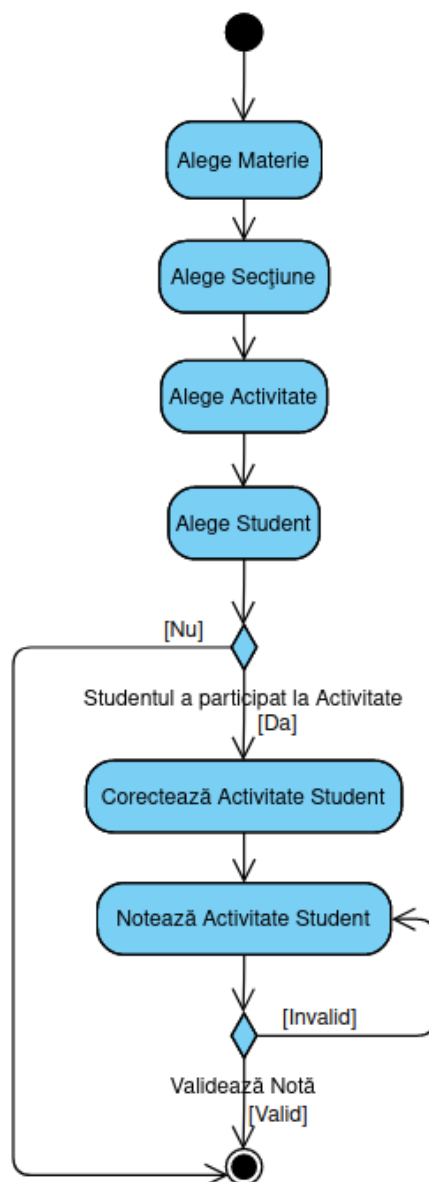 Alege Materie
Alege Secţiune
Alege Activitate
Alege Student
[Nu]
Studentul a participat la Activitate
[Da]
Corectează Activitate Student
Notează Activitate Student
[Invalid]
Validează Notă
[Valid]